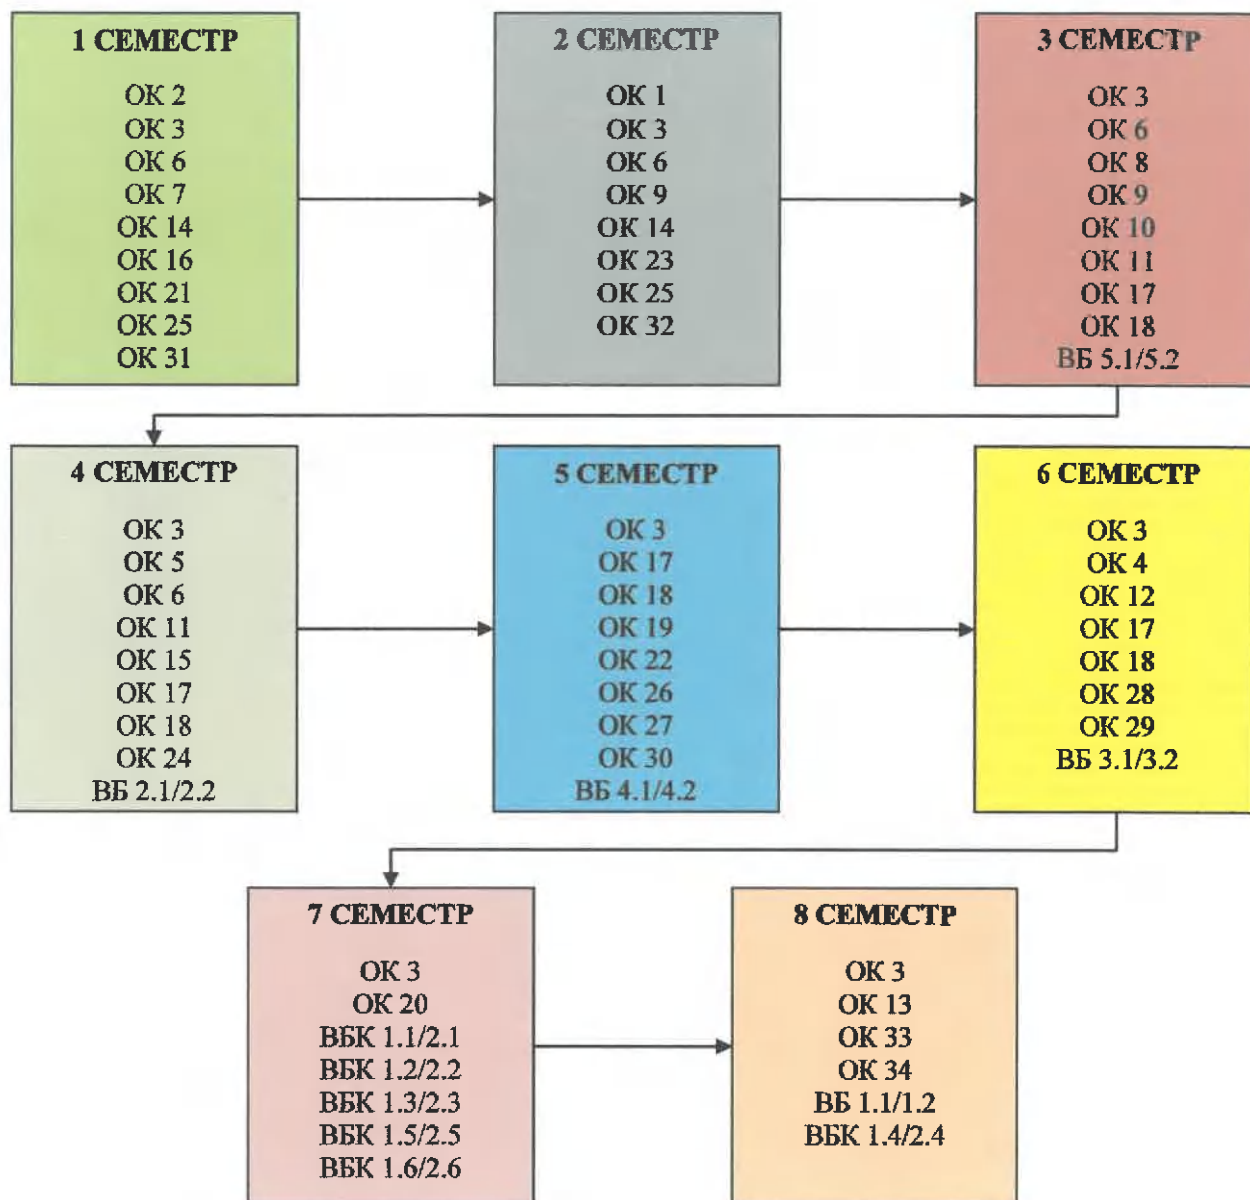 1 СЕМЕСТР
ОК 2
ОК 3
ОК 6
ОК 7
ОК 14
ОК 16
ОК 21
ОК 25
ОК 31
2 СЕМЕСТР
ОК 1
ОК 3
ОК 6
ОК 9
ОК 14
ОК 23
ОК 25
ОК 32
3 СЕМЕСТР
ОК 3
ОК 6
ОК 8
ОК 9
ОК 10
ОК 11
ОК 17
ОК 18
ВБ 5.1/5.2
4 СЕМЕСТР
ОК 3
ОК 5
ОК 6
ОК 11
ОК 15
ОК 17
ОК 18
ОК 24
ВБ 2.1/2.2
5 СЕМЕСТР
ОК 3
ОК 17
ОК 18
ОК 19
ОК 22
ОК 26
ОК 27
ОК 30
ВБ 4.1/4.2
6 СЕМЕСТР
ОК 3
ОК 4
ОК 12
ОК 17
ОК 18
ОК 28
ОК 29
ВБ 3.1/3.2
7 СЕМЕСТР
ОК 3
ОК 20
ВБК 1.1/2.1
ВБК 1.2/2.2
ВБК 1.3/2.3
ВБК 1.5/2.5
ВБК 1.6/2.6
8 СЕМЕСТР
ОК 3
ОК 13
ОК 33
ОК 34
ВБ 1.1/1.2
ВБК 1.4/2.4